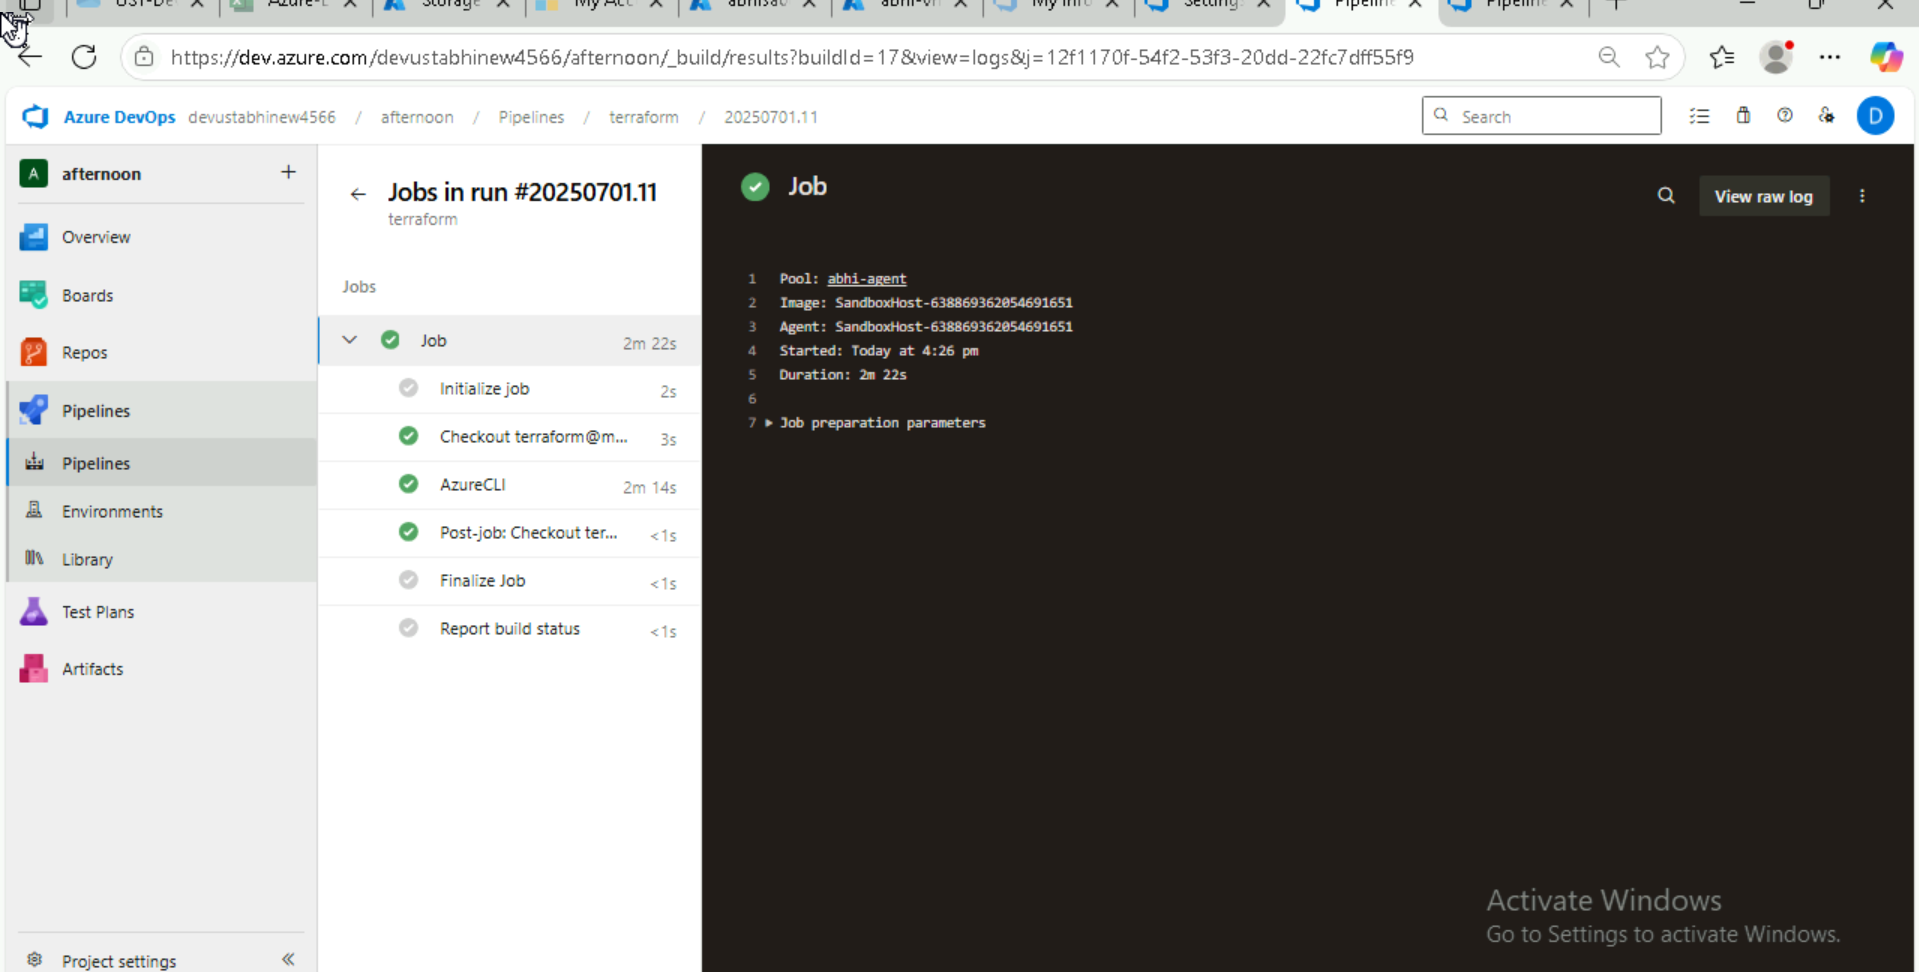 Storage
https://dev.azure.com/devustabhinew4566/afternoon/_build/results?buildId=17&view=logs&j=12f1170f-54f2-53f3-20dd-22fc7dff55f9
Azure DevOps devustabhinew4566 / afternoon / Pipelines / terraform / 20250701.11
Search
D
A afternoon
Overview
Boards
Repos
Pipelines
Pipelines
Environments
Library
Test Plans
Artifacts
Project settings
Jobs in run #20250701.11
terraform
Jobs
Job 2m 22s
Initialize job 2s
Checkout terraform@m... 3s
AzureCLI 2m 14s
Post-job: Checkout ter... <1s
Finalize Job <1s
Report build status <1s
Job
View raw log
1 Pool: abhi-agent
2 Image: SandboxHost-638869362054691651
3 Agent: SandboxHost-638869362054691651
4 Started: Today at 4:26 pm
5 Duration: 2m 22s
6
7 Job preparation parameters
Activate Windows
Go to Settings to activate Windows.